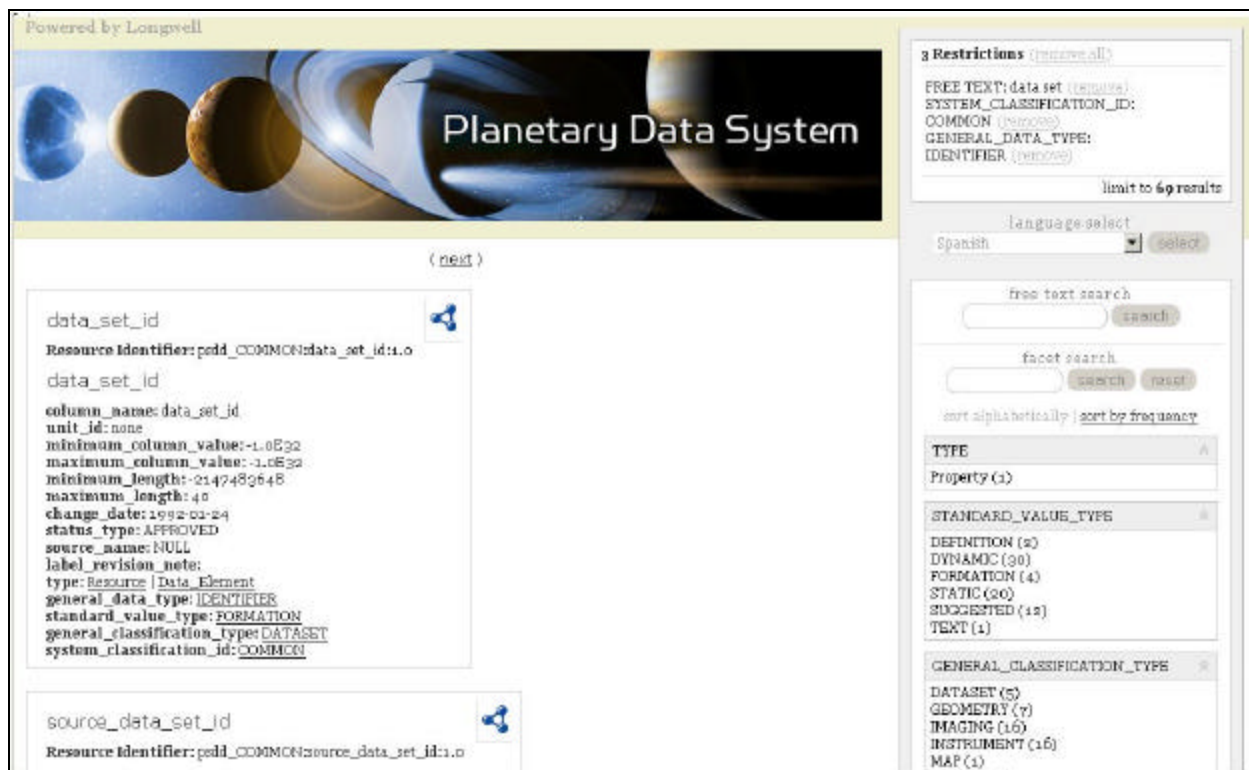 Powered by Longwell
Planetary Data System
( next )
data_set_id
Resource Identifier: psdd_COMMON:data_set_id:1.0
data_set_id
column_name: data_set_id
unit_id: none
minimum_column_value: -1.0E32
maximum_column_value: -1.0E32
minimum_length: -2147483648
maximum_length: 40
change_date: 1992-01-24
status_type: APPROVED
source_name: NULL
label_revision_note:
type: Resource | Data_Element
general_data_type: IDENTIFIER
standard_value_type: FORMATION
general_classification_type: DATASET
system_classification_id: COMMON
source_data_set_id
Resource Identifier: psdd_COMMON:source_data_set_id:1.0
3 Restrictions (remove all)
FREE TEXT: data set (remove)
SYSTEM_CLASSIFICATION_ID:
COMMON (remove)
GENERAL_DATA_TYPE:
IDENTIFIER (remove)
limit to 69 results
language select
Spanish select
free text search
search
facet search
search reset
sort alphabetically | sort by frequency
TYPE
Property (1)
STANDARD_VALUE_TYPE
DEFINITION (2)
DYNAMIC (30)
FORMATION (4)
STATIC (20)
SUGGESTED (12)
TEXT (1)
GENERAL_CLASSIFICATION_TYPE
DATASET (5)
GEOMETRY (7)
IMAGING (16)
INSTRUMENT (16)
MAP (1)